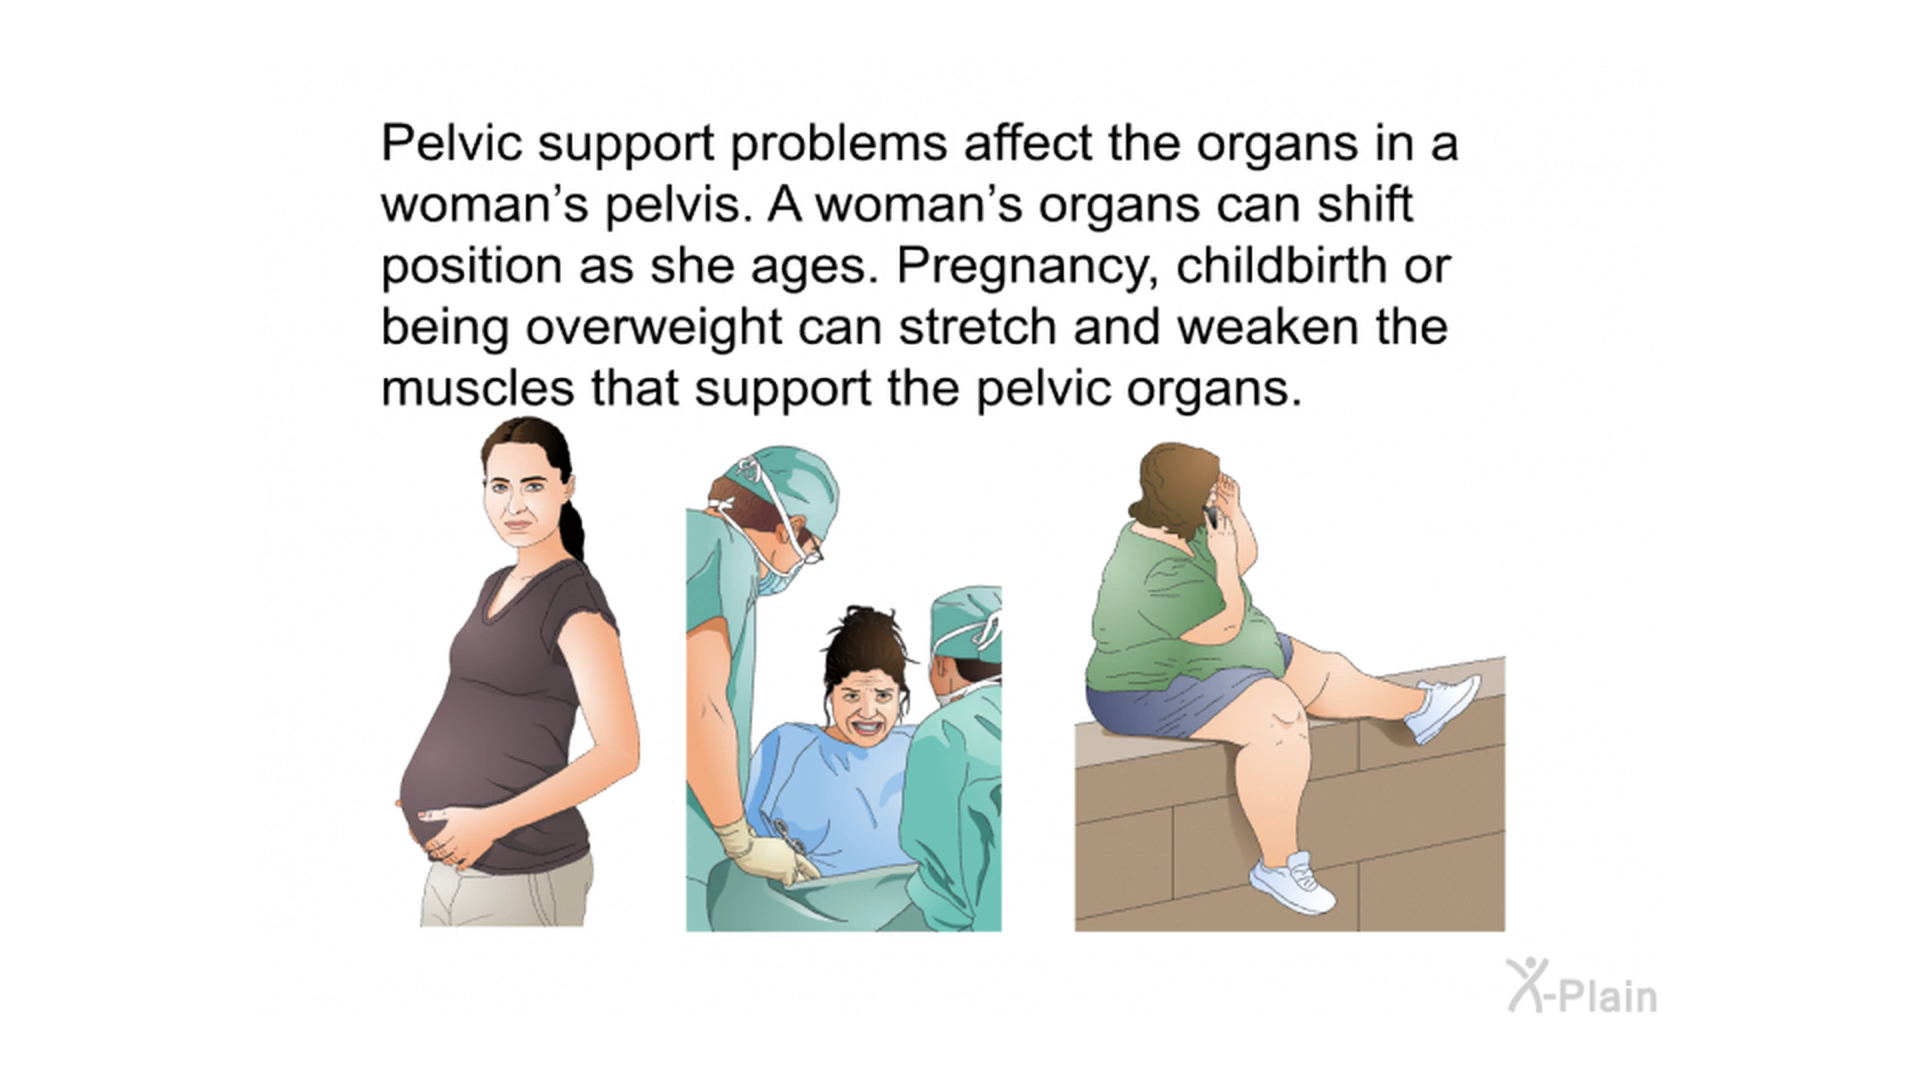 Pelvic support problems affect the organs in a
woman’s pelvis. A woman’s organs can shift
position as she ages. Pregnancy, childbirth or
being overweight can stretch and weaken the
muscles that support the pelvic organs.
X-Plain